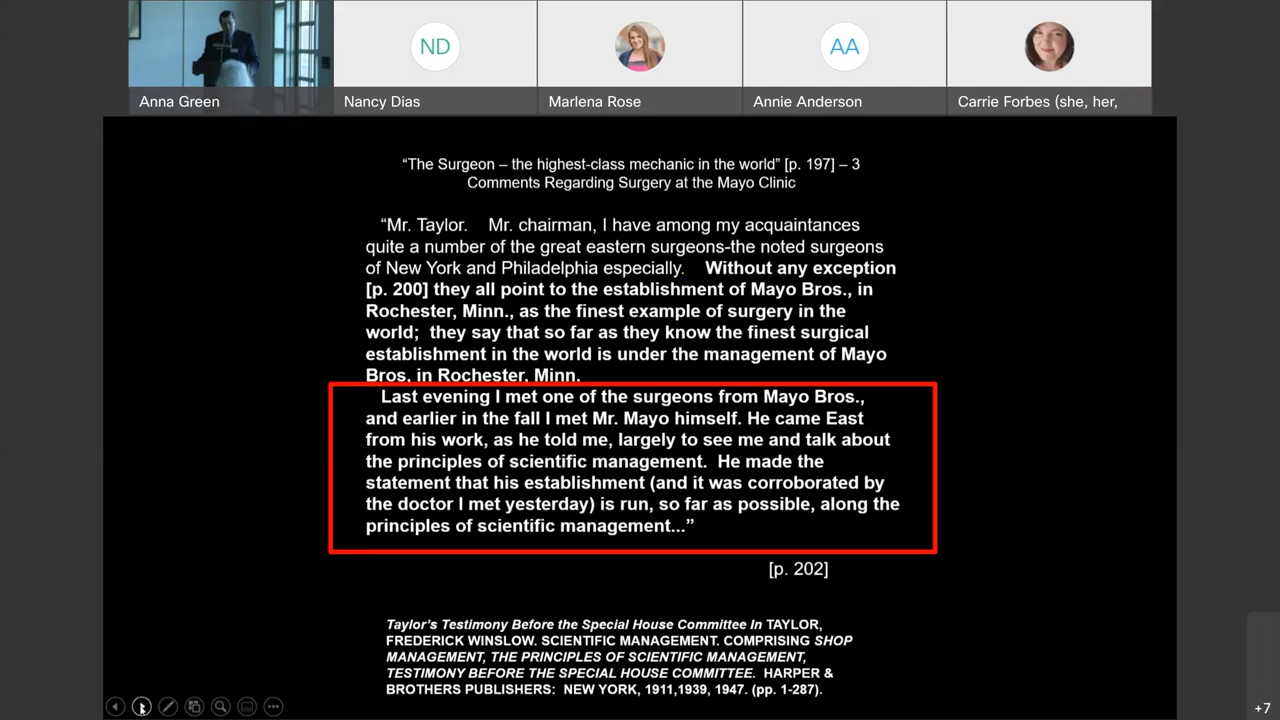 ND
AA
Anna Green
Nancy Dias
Marlena Rose
Annie Anderson
Carrie Forbes (she, her,
“The Surgeon – the highest-class mechanic in the world” [p. 197] – 3
Comments Regarding Surgery at the Mayo Clinic
“Mr. Taylor. Mr. chairman, I have among my acquaintances
quite a number of the great eastern surgeons-the noted surgeons
of New York and Philadelphia especially. Without any exception
[p. 200] they all point to the establishment of Mayo Bros., in
Rochester, Minn., as the finest example of surgery in the
world; they say that so far as they know the finest surgical
establishment in the world is under the management of Mayo
Bros, in Rochester, Minn.
Last evening I met one of the surgeons from Mayo Bros.,
and earlier in the fall I met Mr. Mayo himself. He came East
from his work, as he told me, largely to see me and talk about
the principles of scientific management. He made the
statement that his establishment (and it was corroborated by
the doctor I met yesterday) is run, so far as possible, along the
principles of scientific management...”
[p. 202]
Taylor’s Testimony Before the Special House Committee In TAYLOR,
FREDERICK WINSLOW. SCIENTIFIC MANAGEMENT. COMPRISING SHOP
MANAGEMENT, THE PRINCIPLES OF SCIENTIFIC MANAGEMENT,
TESTIMONY BEFORE THE SPECIAL HOUSE COMMITTEE. HARPER &
BROTHERS PUBLISHERS: NEW YORK, 1911,1939, 1947. (pp. 1-287).
+7